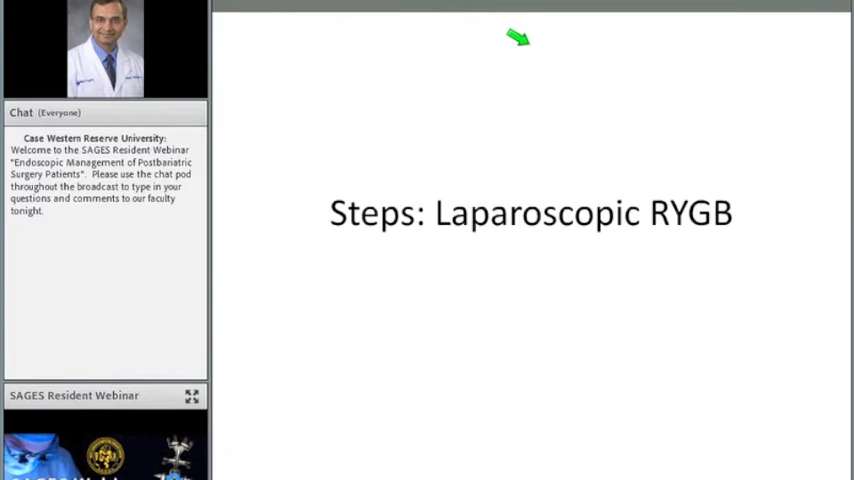 Chat (Everyone)
Case Western Reserve University:
Welcome to the SAGES Resident Webinar
"Endoscopic Management of Postbariatric
Surgery Patients". Please use the chat pod
throughout the broadcast to type in your
questions and comments to our faculty
tonight.
Steps: Laparoscopic RYGB
SAGES Resident Webinar